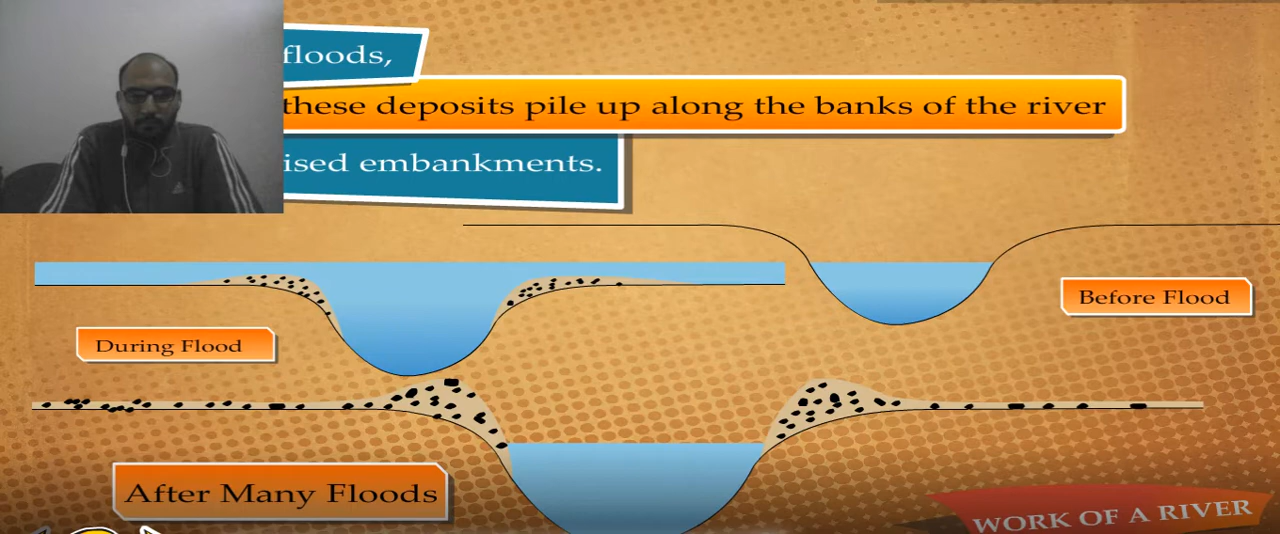 floods,
these deposits pile up along the banks of the river
ised embankments.
Before Flood
During Flood
After Many Floods
WORK OF A RIVER